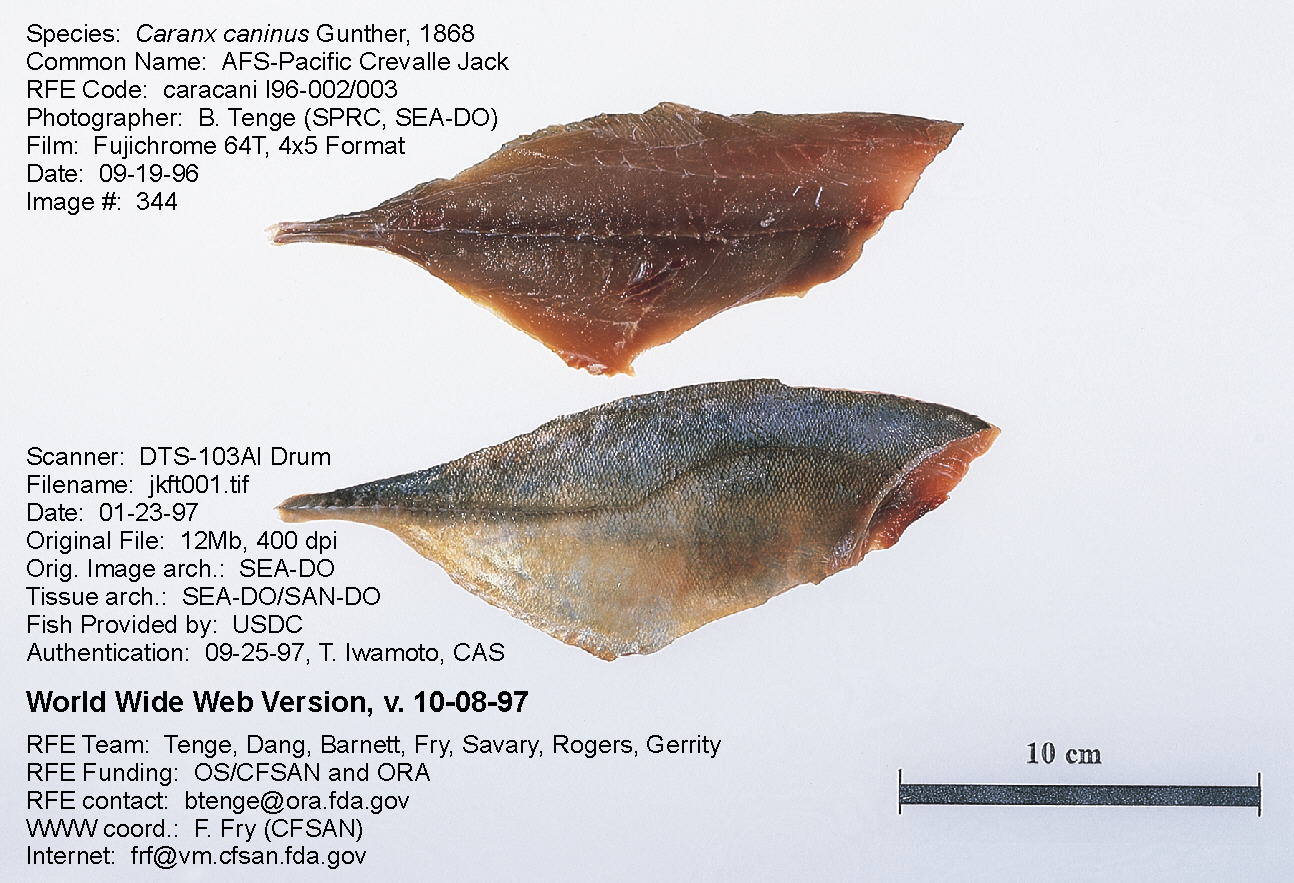 Species: Caranx caninus Gunther, 1868
Common Name: AFS-Pacific Crevalle Jack
RFE Code: caracani I96-002/003
Photographer: B. Tenge (SPRC, SEA-DO)
Film: Fujichrome 64T, 4x5 Format
Date: 09-19-96
Image #: 344
Scanner: DTS-103AI Drum
Filename: jkft001.tif
Date: 01-23-97
Original File: 12Mb, 400 dpi
Orig. Image arch.: SEA-DO
Tissue arch.: SEA-DO/SAN-DO
Fish Provided by: USDC
Authentication: 09-25-97, T. Iwamoto, CAS
World Wide Web Version, v. 10-08-97
RFE Team: Tenge, Dang, Barnett, Fry, Savary, Rogers, Gerrity
RFE Funding: OS/CFSAN and ORA
RFE contact: btenge@ora.fda.gov
WWW coord.: F. Fry (CFSAN)
Internet: frf@vm.cfsan.fda.gov
10 cm